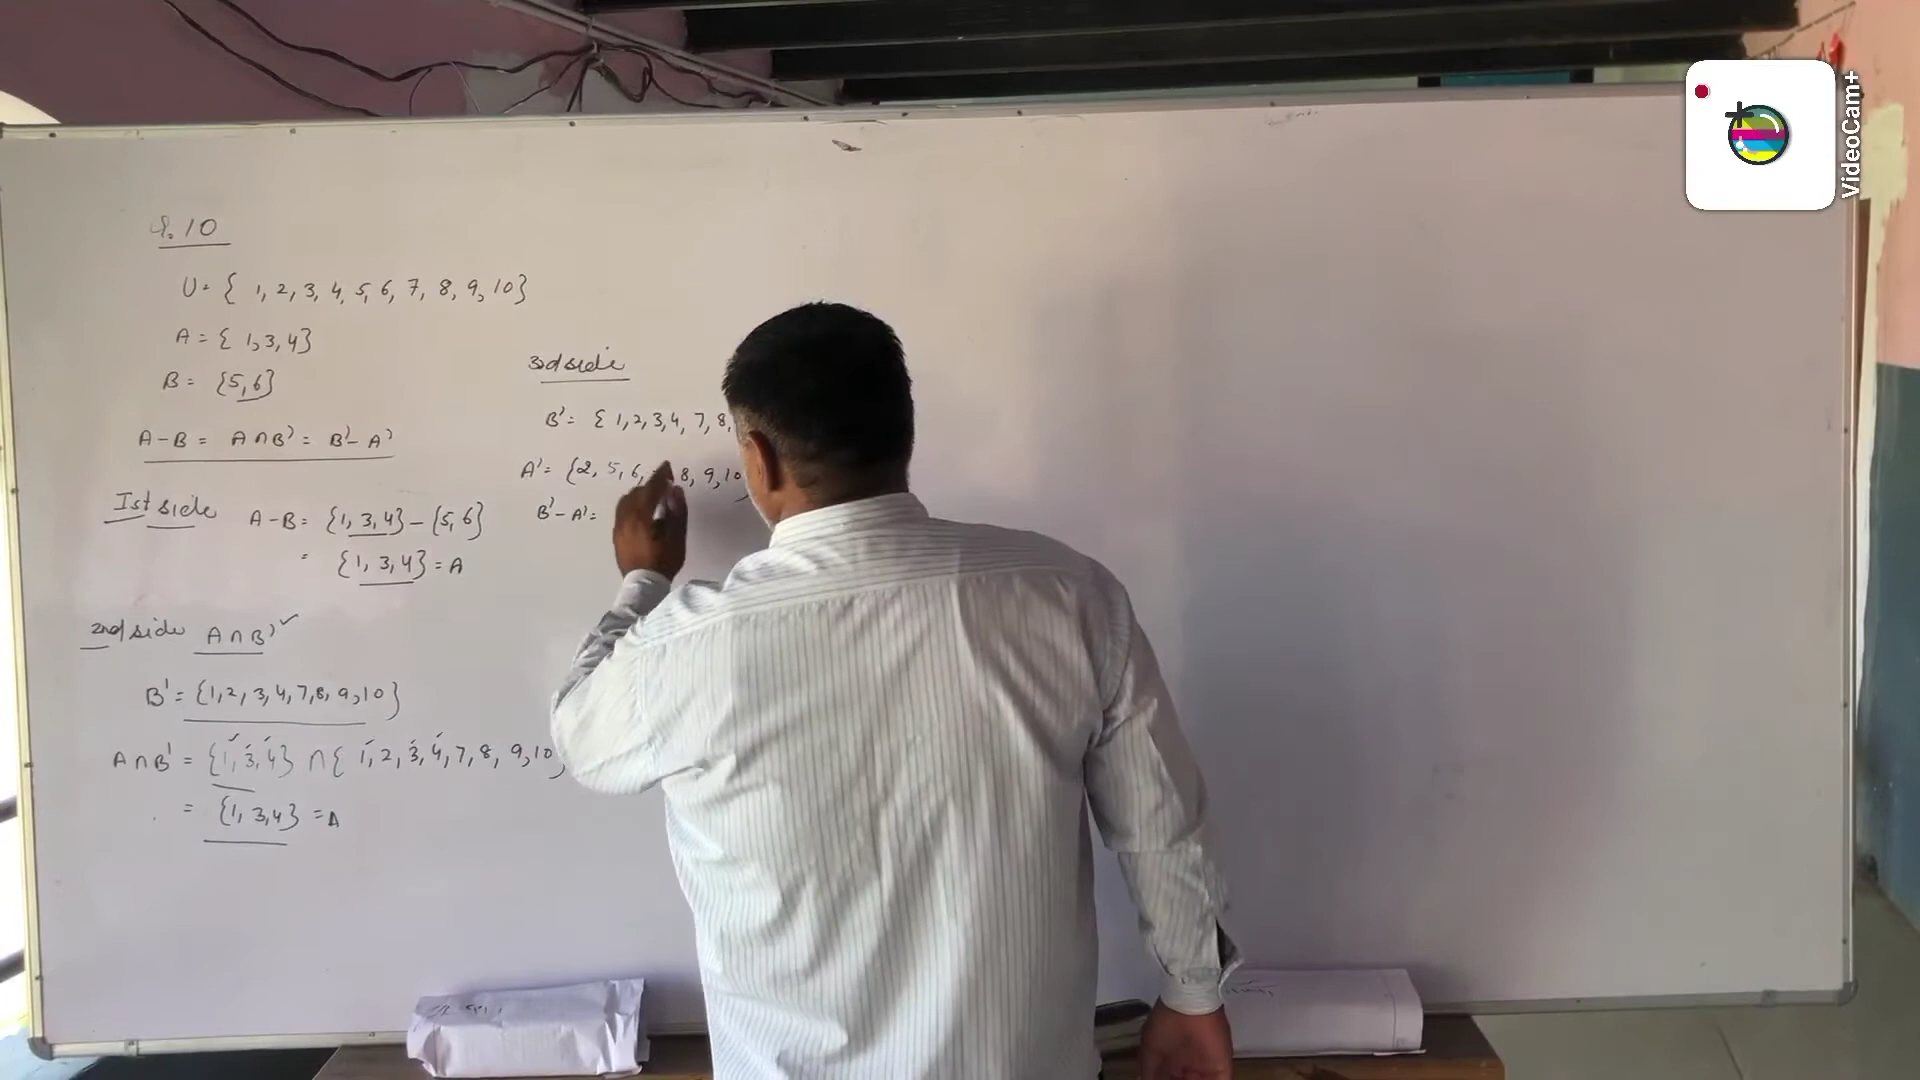 Q.10
U = { 1, 2, 3, 4, 5, 6, 7, 8, 9, 10}
A = { 1, 3, 4}
B = {5, 6}
A - B = A ∩ B' = B' - A'
Ist side A - B = {1, 3, 4} - {5, 6}
= {1, 3, 4} = A
2nd side A ∩ B' ✓
B' = {1, 2, 3, 4, 7, 8, 9, 10}
A ∩ B' = {1, 3, 4} ∩ { 1, 2, 3, 4, 7, 8, 9, 10}
= {1, 3, 4} = A
3rd side
B' = { 1, 2, 3, 4, 7, 8,
A' = {2, 5, 6, 8, 9, 10}
B' - A' =
VideoCam+